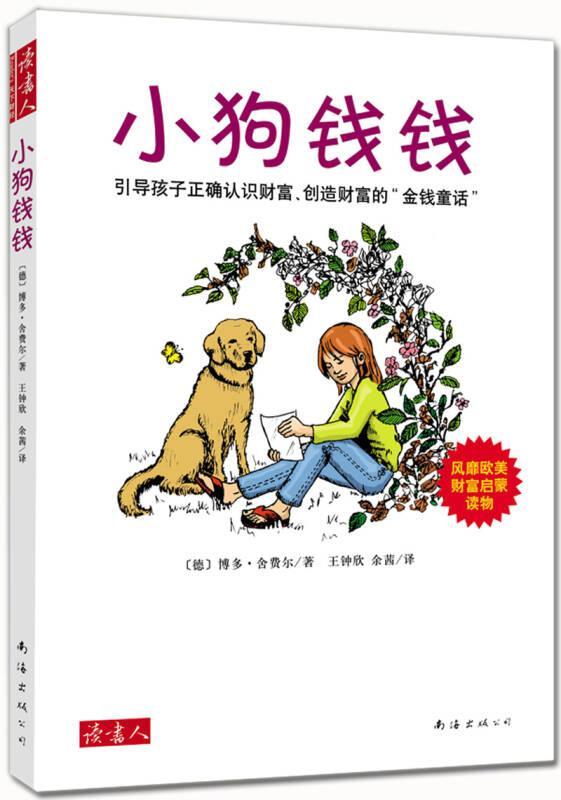 小狗钱钱
引导孩子正确认识财富、创造财富的“金钱童话”
风靡欧美
财富启蒙
读物
〔德〕博多·舍费尔/著　王钟欣 余茜/译
读书人
南海出版公司
读书人
小狗钱钱
〔德〕博多·舍费尔/著　王钟欣　余茜/译
南海出版公司